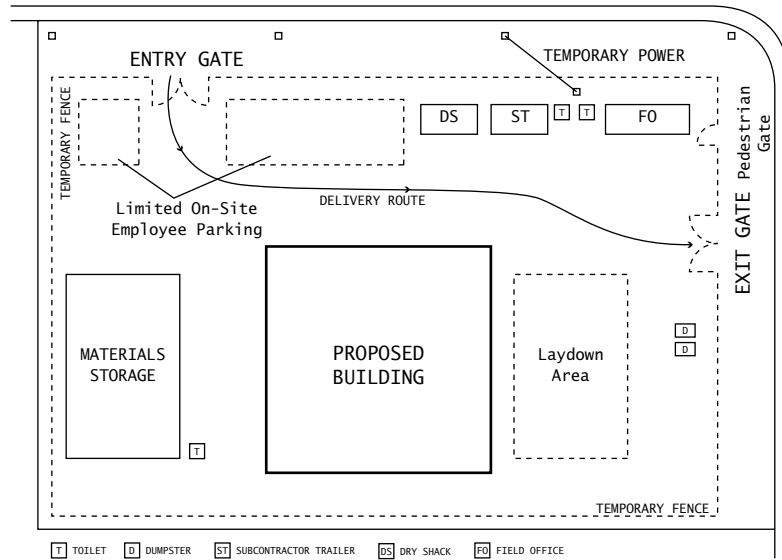 ENTRY GATE
TEMPORARY POWER
TEMPORARY FENCE
DS
ST
T
T
FO
Pedestrian
Gate
Limited On-Site
Employee Parking
DELIVERY ROUTE
EXIT GATE
MATERIALS
STORAGE
PROPOSED
BUILDING
Laydown
Area
D
D
T
TEMPORARY FENCE
T TOILET D DUMPSTER ST SUBCONTRACTOR TRAILER DS DRY SHACK FO FIELD OFFICE